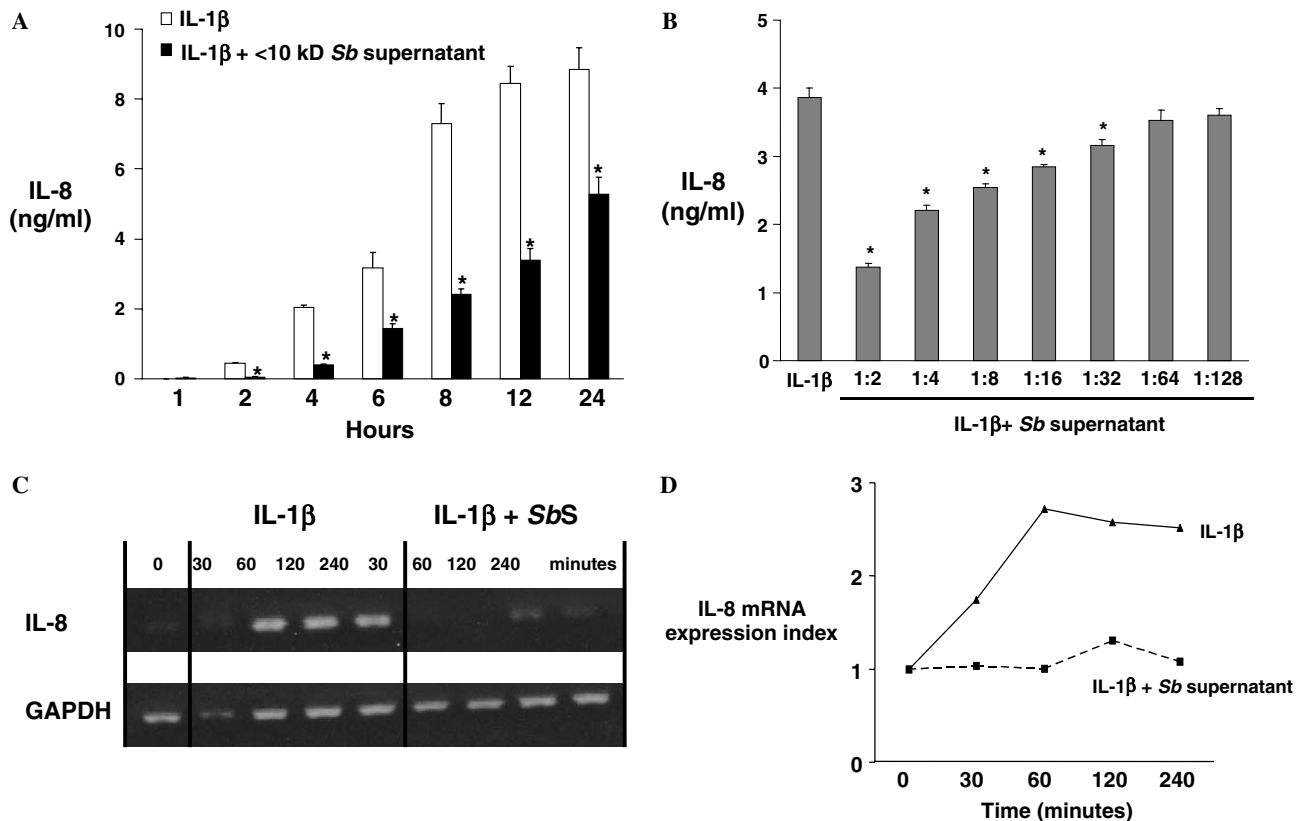 A
IL-1β
IL-1β + <10 kD Sb supernatant
10
8
6
4
2
0
IL-8
(ng/ml)
*
*
*
*
*
*
1 2 4 6 8 12 24
Hours
B
5
4
3
2
1
0
IL-8
(ng/ml)
*
*
*
*
*
IL-1β 1:2 1:4 1:8 1:16 1:32 1:64 1:128
IL-1β+ Sb supernatant
C
IL-1β IL-1β + SbS
0 30 60 120 240 30 60 120 240 minutes
IL-8
GAPDH
D
3
2
1
0
IL-8 mRNA
expression index
IL-1β
IL-1β + Sb supernatant
0 30 60 120 240
Time (minutes)